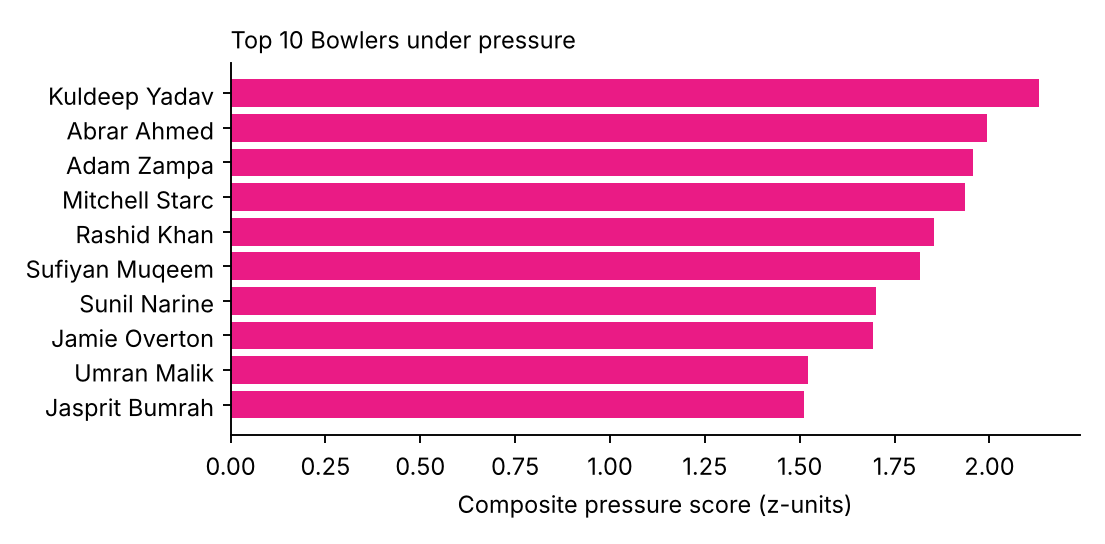 Top 10 Bowlers under pressure
Kuldeep Yadav
Abrar Ahmed
Adam Zampa
Mitchell Starc
Rashid Khan
Sufiyan Muqeem
Sunil Narine
Jamie Overton
Umran Malik
Jasprit Bumrah
0.00 0.25 0.50 0.75 1.00 1.25 1.50 1.75 2.00
Composite pressure score (z-units)